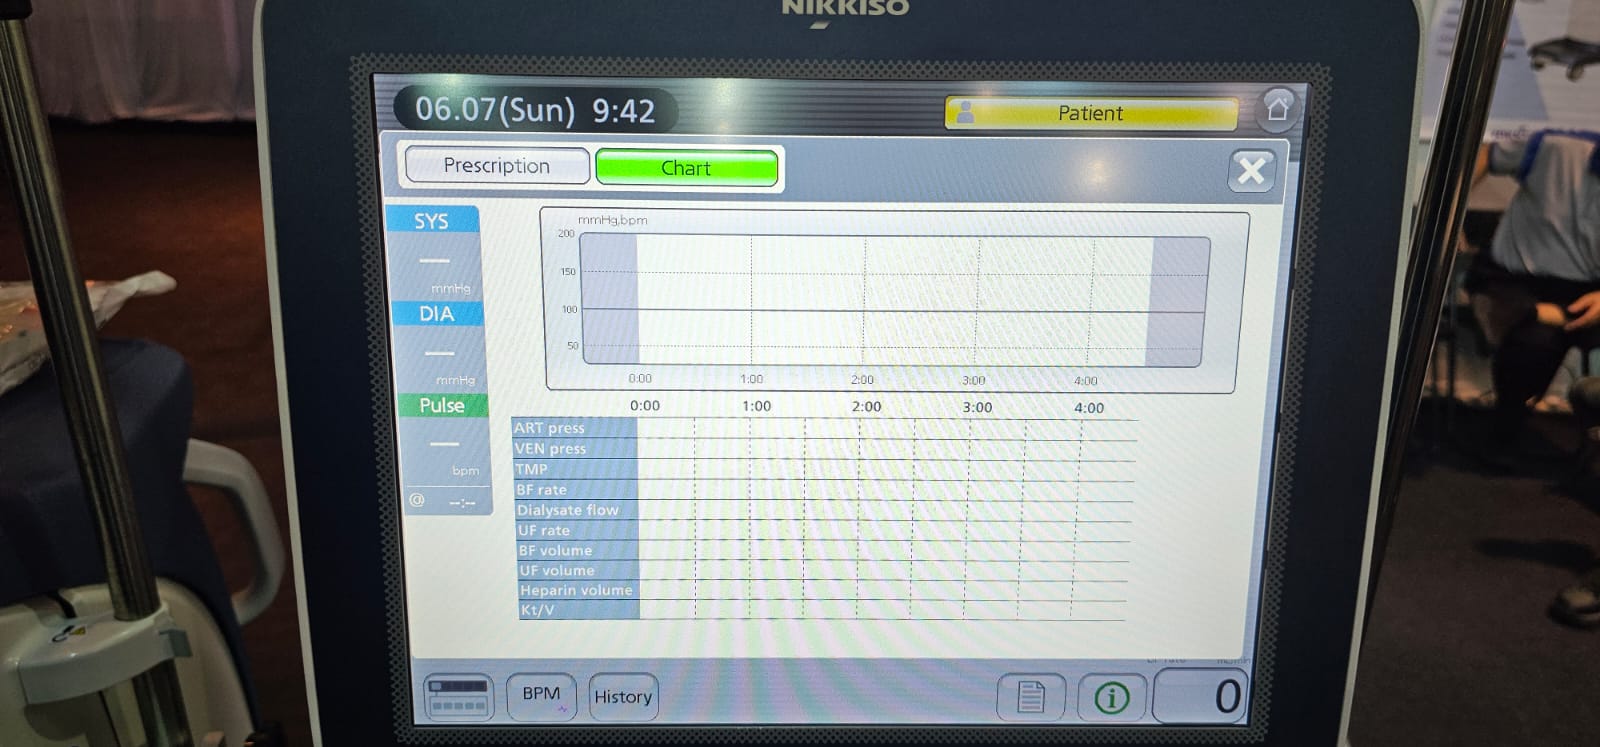 NIKKISO
06.07(Sun) 9:42
Patient
Prescription
Chart
SYS
mmHg
DIA
mmHg
Pulse
bpm
@ --:--
mmHg,bpm
200
150
100
50
0:00 1:00 2:00 3:00 4:00
0:00 1:00 2:00 3:00 4:00
ART press
VEN press
TMP
BF rate
Dialysate flow
UF rate
BF volume
UF volume
Heparin volume
Kt/V
BPM
History
0